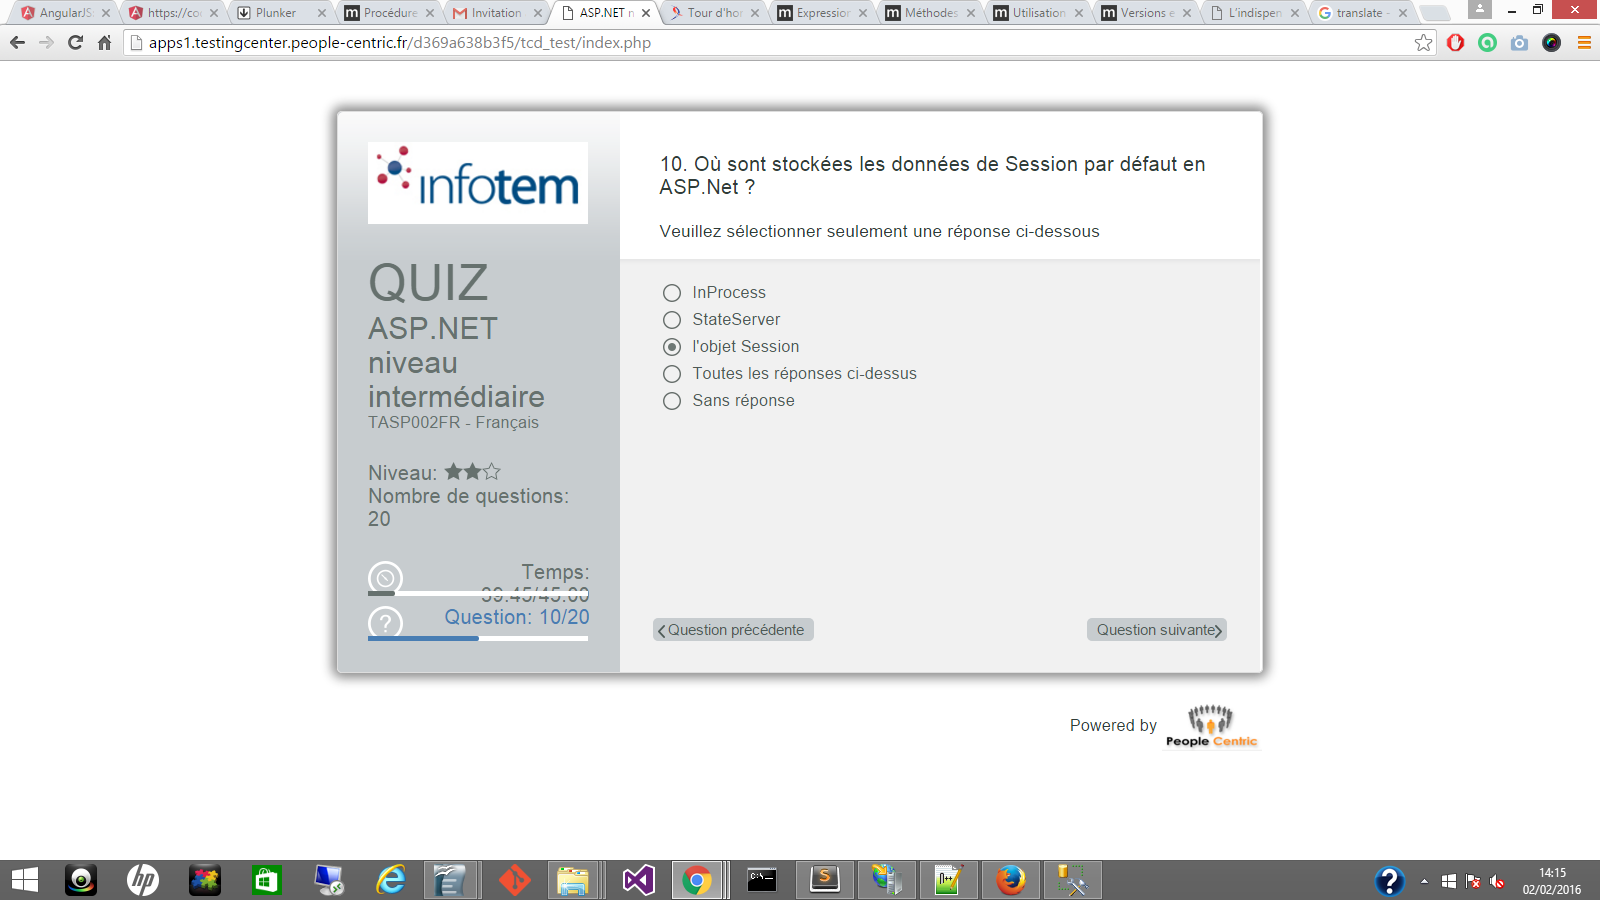 AngularJS:
https://co
Plunker
Procédure
Invitation
ASP.NET n
Tour d'hor
Expression
Méthodes
Utilisation
Versions e
L'indispen
translate -
apps1.testingcenter.people-centric.fr/d369a638b3f5/tcd_test/index.php
infotem
QUIZ
ASP.NET
niveau
intermédiaire
TASP002FR - Français
Niveau:
Nombre de questions:
20
Temps:
39:45/45:00
Question: 10/20
10. Où sont stockées les données de Session par défaut en
ASP.Net ?
Veuillez sélectionner seulement une réponse ci-dessous
InProcess
StateServer
l'objet Session
Toutes les réponses ci-dessus
Sans réponse
Question précédente
Question suivante
Powered by
People Centric
14:15
02/02/2016